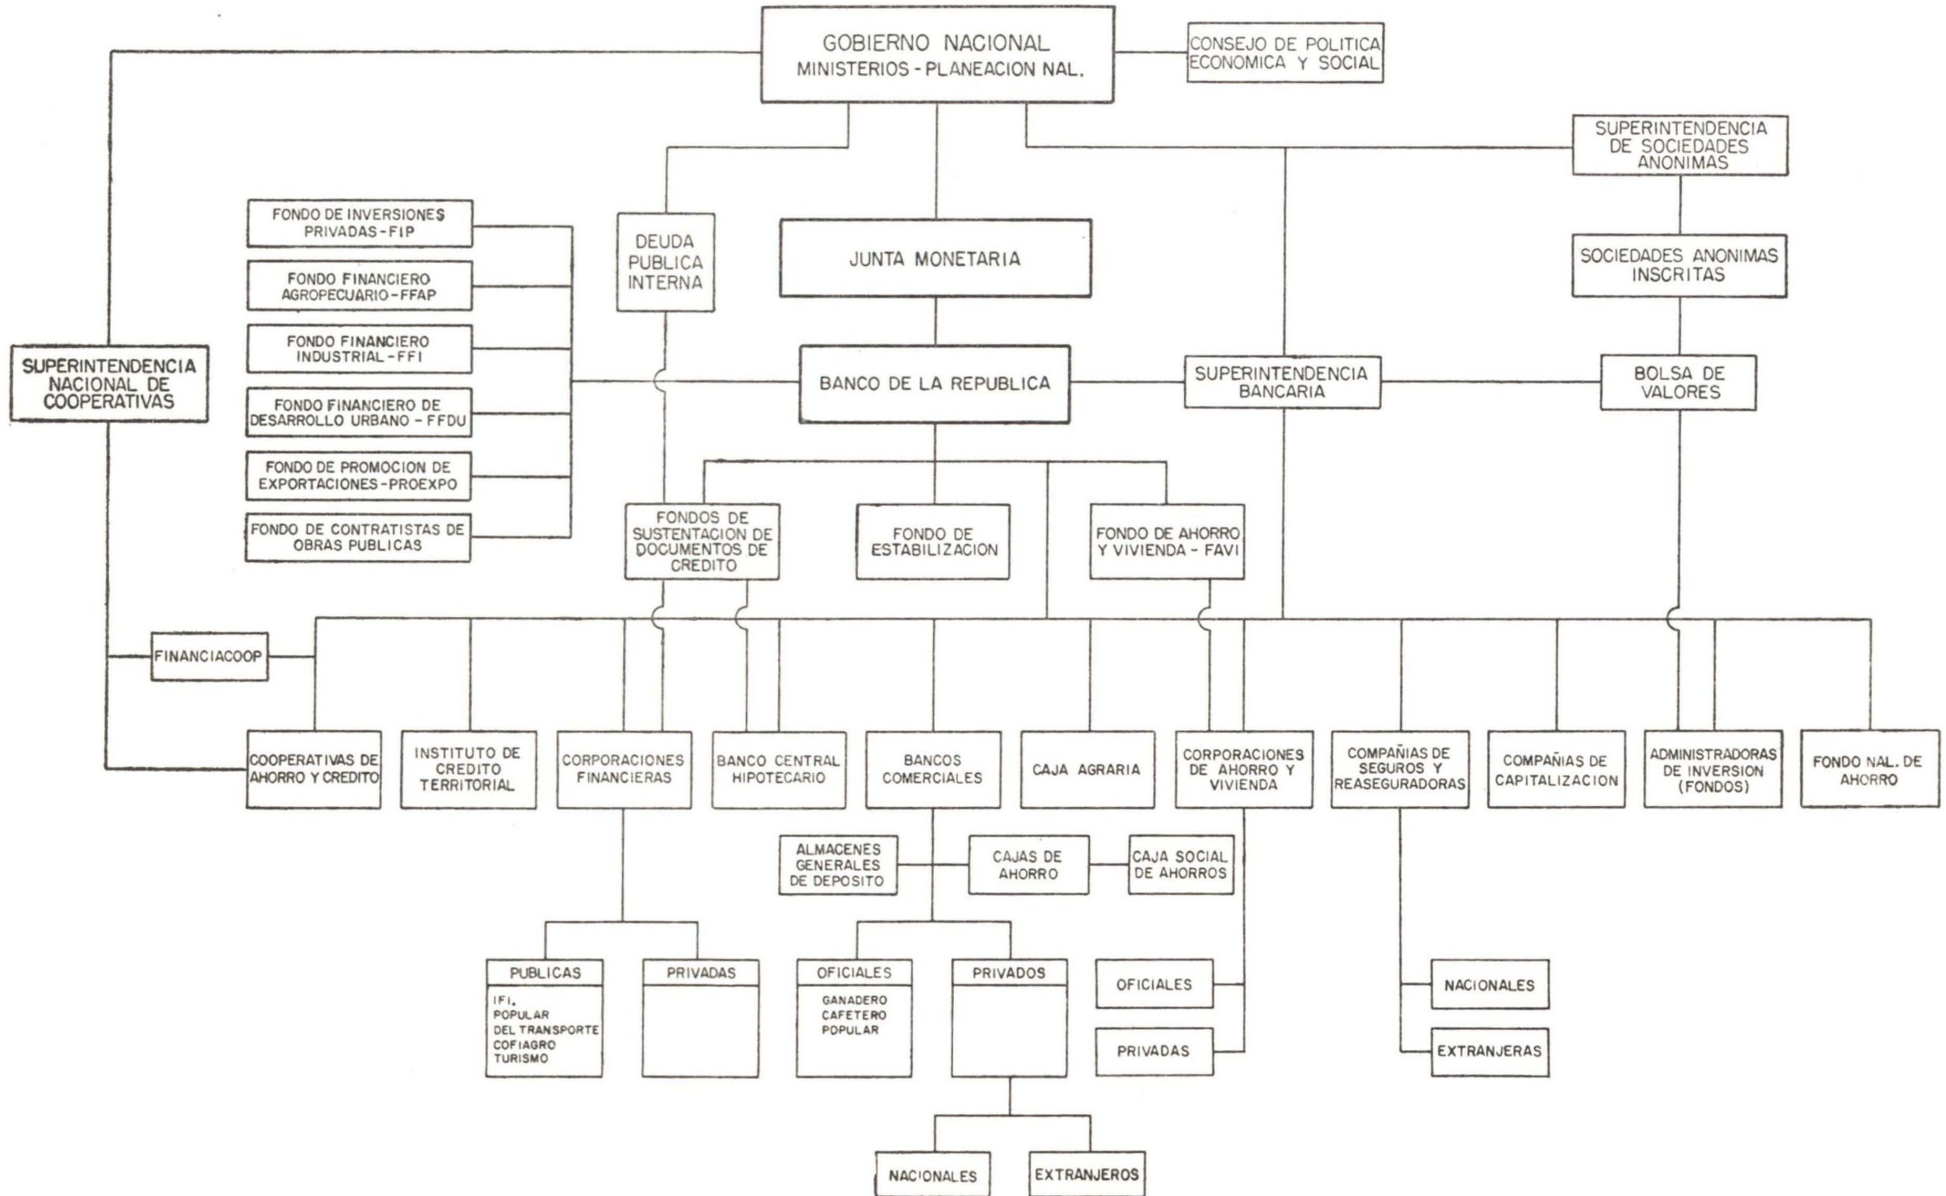 GOBIERNO NACIONAL
MINISTERIOS - PLANEACION NAL.
CONSEJO DE POLITICA
ECONOMICA Y SOCIAL
SUPERINTENDENCIA
DE SOCIEDADES
ANONIMAS
FONDO DE INVERSIONES
PRIVADAS-FIP
DEUDA
PUBLICA
INTERNA
JUNTA MONETARIA
SOCIEDADES ANONIMAS
INSCRITAS
FONDO FINANCIERO
AGROPECUARIO-FFAP
FONDO FINANCIERO
INDUSTRIAL-FFI
SUPERINTENDENCIA
NACIONAL DE
COOPERATIVAS
BANCO DE LA REPUBLICA
SUPERINTENDENCIA
BANCARIA
BOLSA DE
VALORES
FONDO FINANCIERO DE
DESARROLLO URBANO - FFDU
FONDO DE PROMOCION DE
EXPORTACIONES-PROEXPO
FONDO DE CONTRATISTAS DE
OBRAS PUBLICAS
FONDOS DE
SUSTENTACION DE
DOCUMENTOS DE
CREDITO
FONDO DE
ESTABILIZACION
FONDO DE AHORRO
Y VIVIENDA - FAVI
FINANCIACOOP
COOPERATIVAS DE
AHORRO Y CREDITO
INSTITUTO DE
CREDITO
TERRITORIAL
CORPORACIONES
FINANCIERAS
BANCO CENTRAL
HIPOTECARIO
BANCOS
COMERCIALES
CAJA AGRARIA
CORPORACIONES
DE AHORRO Y
VIVIENDA
COMPAÑIAS DE
SEGUROS Y
REASEGURADORAS
COMPAÑIAS DE
CAPITALIZACION
ADMINISTRADORAS
DE INVERSION
(FONDOS)
FONDO NAL. DE
AHORRO
ALMACENES
GENERALES
DE DEPOSITO
CAJAS DE
AHORRO
CAJA SOCIAL
DE AHORROS
PUBLICAS
IFI.
POPULAR
DEL TRANSPORTE
COFIAGRO
TURISMO
PRIVADAS
OFICIALES
GANADERO
CAFETERO
POPULAR
PRIVADOS
OFICIALES
PRIVADAS
NACIONALES
EXTRANJERAS
NACIONALES
EXTRANJEROS